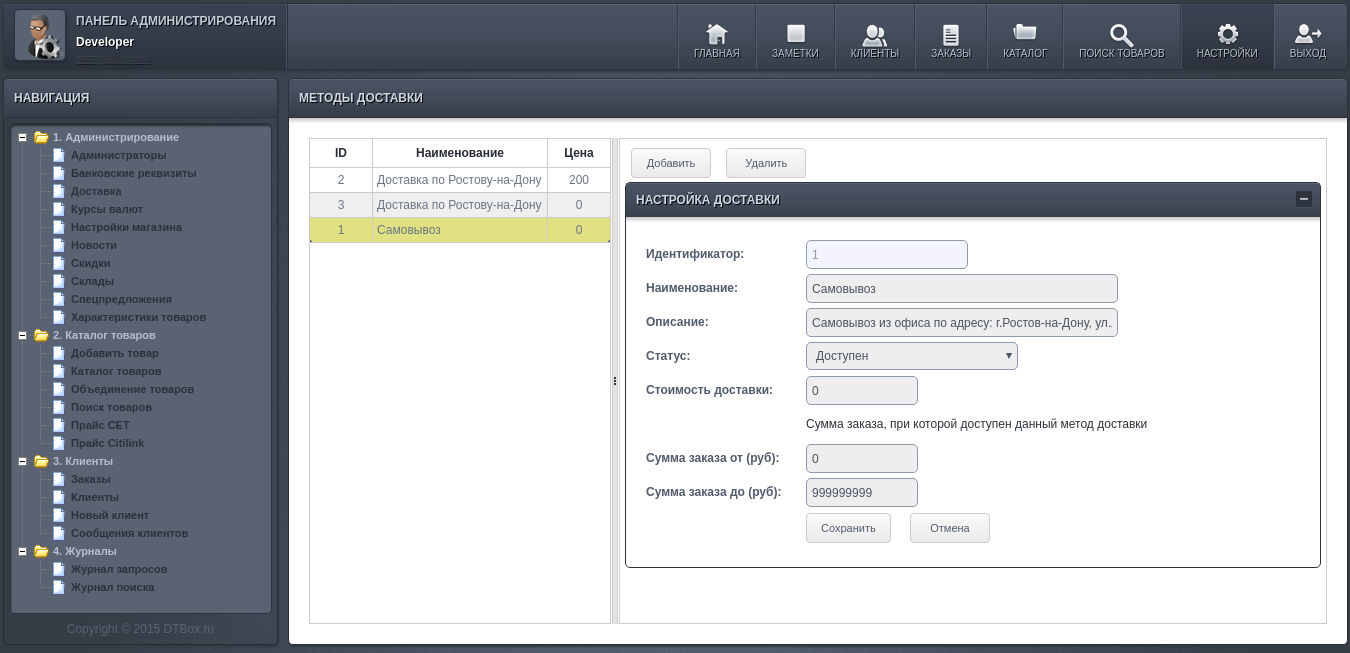 ПАНЕЛЬ АДМИНИСТРИРОВАНИЯ
Developer
ГЛАВНАЯ
ЗАМЕТКИ
КЛИЕНТЫ
ЗАКАЗЫ
КАТАЛОГ
ПОИСК ТОВАРОВ
НАСТРОЙКИ
ВЫХОД
НАВИГАЦИЯ
1. Администрирование
Администраторы
Банковские реквизиты
Доставка
Курсы валют
Настройки магазина
Новости
Скидки
Склады
Спецпредложения
Характеристики товаров
2. Каталог товаров
Добавить товар
Каталог товаров
Объединение товаров
Поиск товаров
Прайс CET
Прайс Citilink
3. Клиенты
Заказы
Клиенты
Новый клиент
Сообщения клиентов
4. Журналы
Журнал запросов
Журнал поиска
Copyright © 2015 DTBox.ru
МЕТОДЫ ДОСТАВКИ
ID Наименование Цена
2 Доставка по Ростову-на-Дону 200
3 Доставка по Ростову-на-Дону 0
1 Самовывоз 0
Добавить Удалить
НАСТРОЙКА ДОСТАВКИ
Идентификатор: 1
Наименование: Самовывоз
Описание: Самовывоз из офиса по адресу: г.Ростов-на-Дону, ул.
Статус: Доступен
Стоимость доставки: 0
Сумма заказа, при которой доступен данный метод доставки
Сумма заказа от (руб): 0
Сумма заказа до (руб): 999999999
Сохранить Отмена